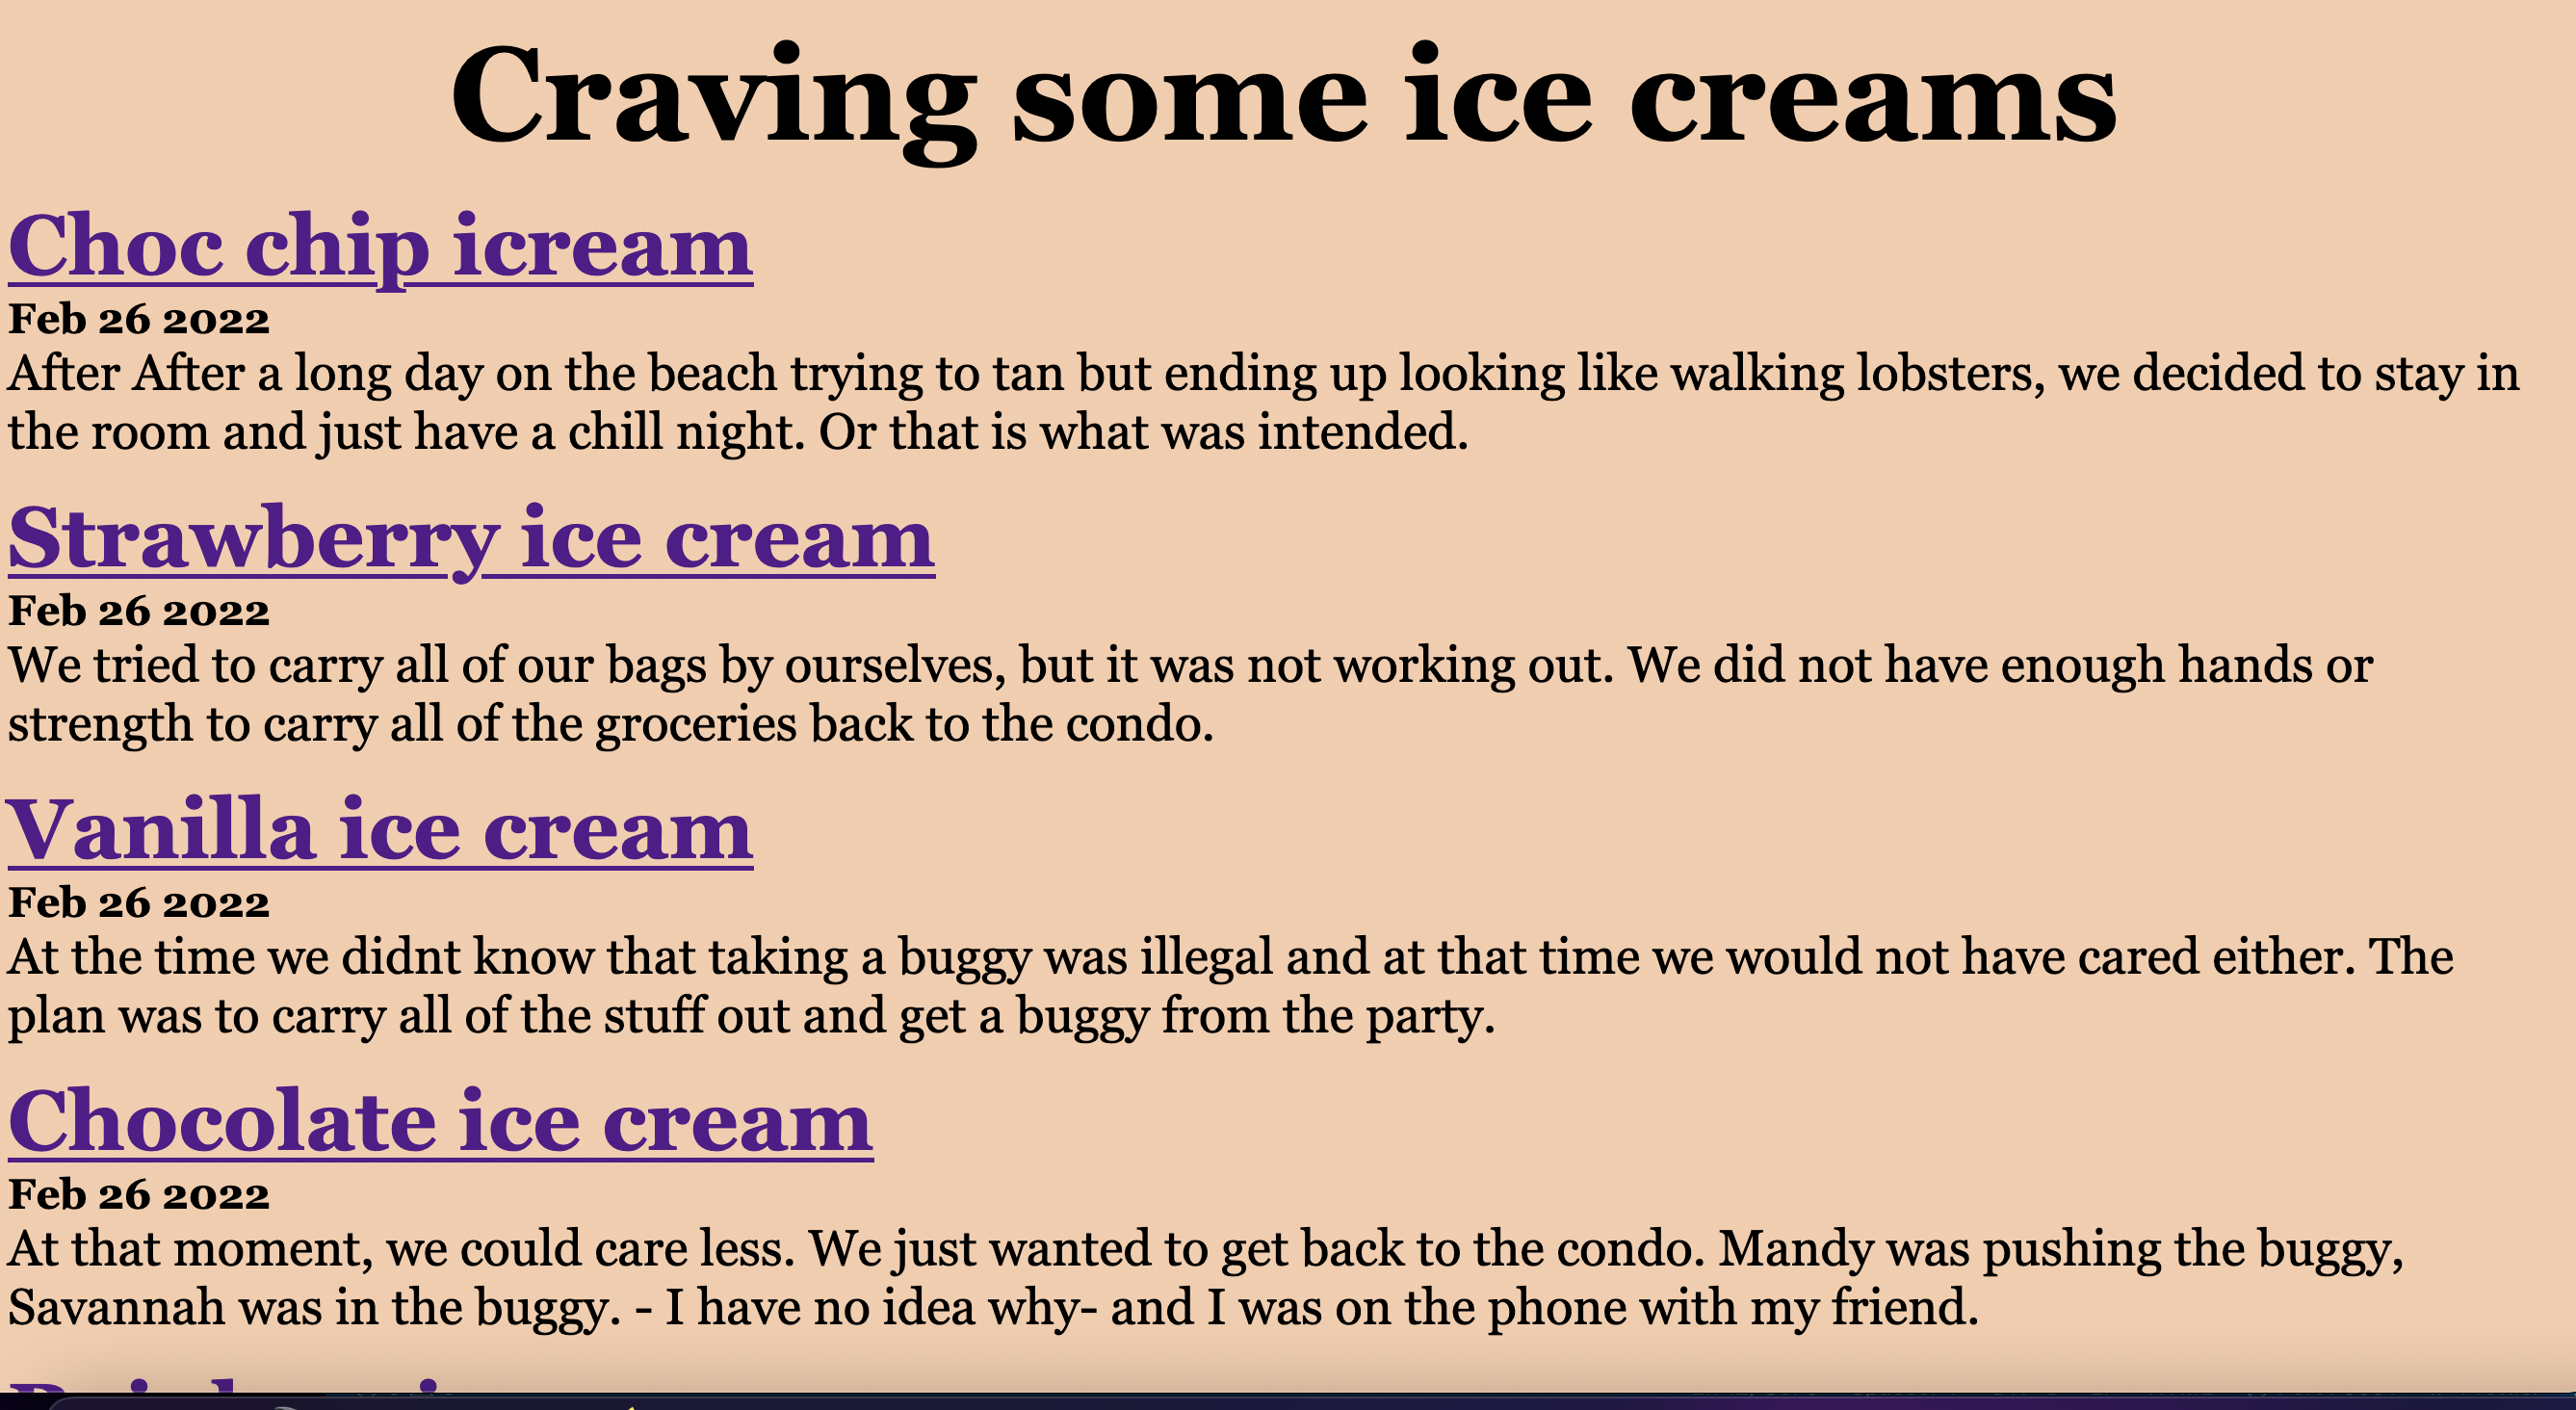 Craving some ice creams
Choc chip icream
Feb 26 2022
After After a long day on the beach trying to tan but ending up looking like walking lobsters, we decided to stay in
the room and just have a chill night. Or that is what was intended.
Strawberry ice cream
Feb 26 2022
We tried to carry all of our bags by ourselves, but it was not working out. We did not have enough hands or
strength to carry all of the groceries back to the condo.
Vanilla ice cream
Feb 26 2022
At the time we didnt know that taking a buggy was illegal and at that time we would not have cared either. The
plan was to carry all of the stuff out and get a buggy from the party.
Chocolate ice cream
Feb 26 2022
At that moment, we could care less. We just wanted to get back to the condo. Mandy was pushing the buggy,
Savannah was in the buggy. - I have no idea why- and I was on the phone with my friend.